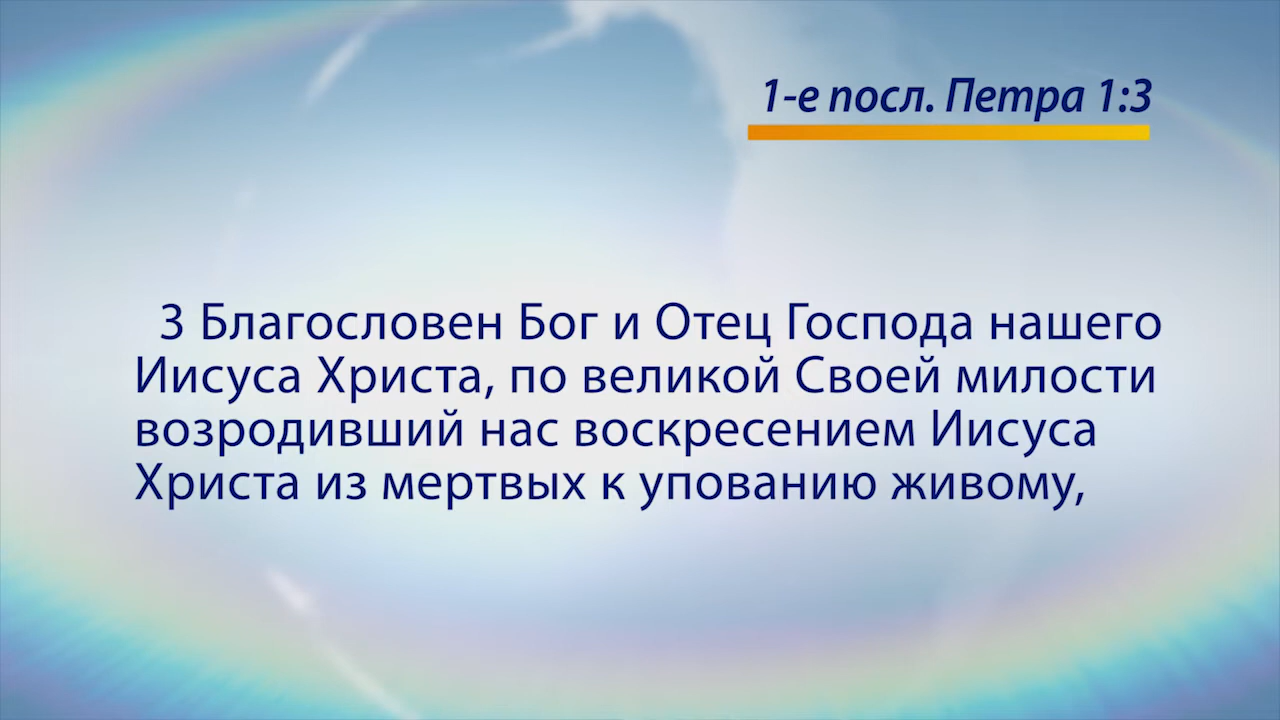 1-е посл. Петра 1:3
3 Благословен Бог и Отец Господа нашего
Иисуса Христа, по великой Своей милости
возродивший нас воскресением Иисуса
Христа из мертвых к упованию живому,